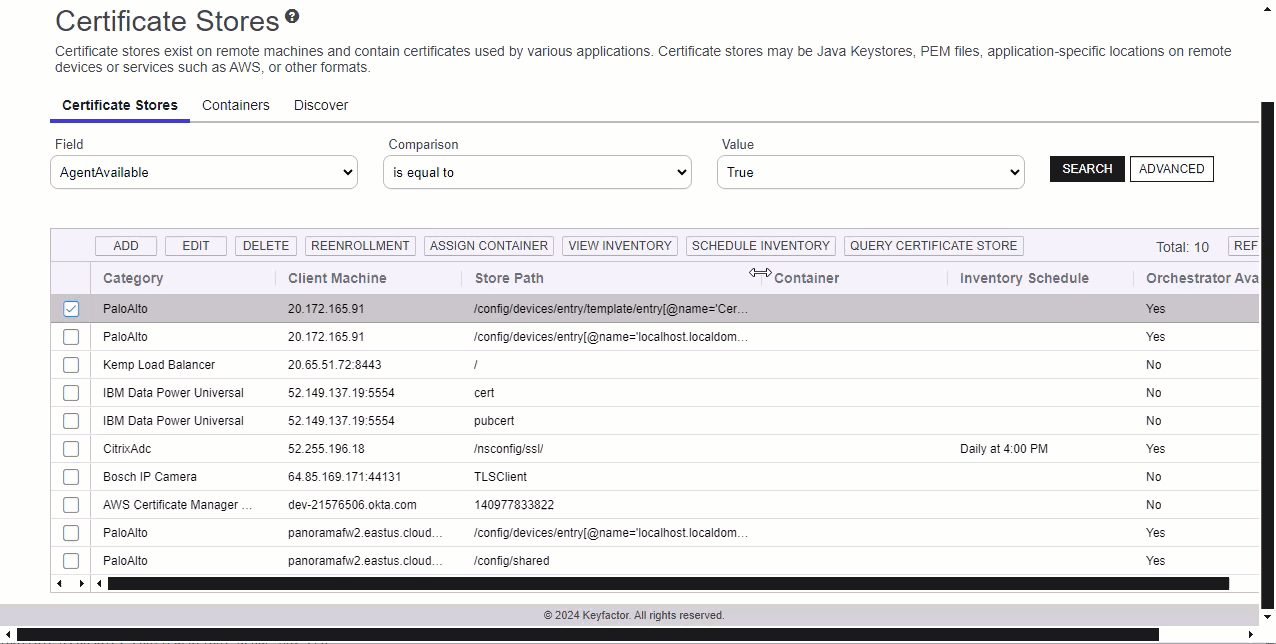 Certificate Stores ?
Certificate stores exist on remote machines and contain certificates used by various applications. Certificate stores may be Java Keystores, PEM files, application-specific locations on remote
devices or services such as AWS, or other formats.
Certificate Stores Containers Discover
Field Comparison Value
AgentAvailable is equal to True SEARCH ADVANCED
ADD EDIT DELETE REENROLLMENT ASSIGN CONTAINER VIEW INVENTORY SCHEDULE INVENTORY QUERY CERTIFICATE STORE Total: 10 REF
Category Client Machine Store Path Container Inventory Schedule Orchestrator Ava
PaloAlto 20.172.165.91 /config/devices/entry/template/entry[@name='Cer... Yes
PaloAlto 20.172.165.91 /config/devices/entry[@name='localhost.localdom... Yes
Kemp Load Balancer 20.65.51.72:8443 / No
IBM Data Power Universal 52.149.137.19:5554 cert No
IBM Data Power Universal 52.149.137.19:5554 pubcert No
CitrixAdc 52.255.196.18 /nsconfig/ssl/ Daily at 4:00 PM Yes
Bosch IP Camera 64.85.169.171:44131 TLSClient No
AWS Certificate Manager ... dev-21576506.okta.com 140977833822 No
PaloAlto panoramafw2.eastus.cloud... /config/devices/entry[@name='localhost.localdom... Yes
PaloAlto panoramafw2.eastus.cloud... /config/shared Yes
© 2024 Keyfactor. All rights reserved.